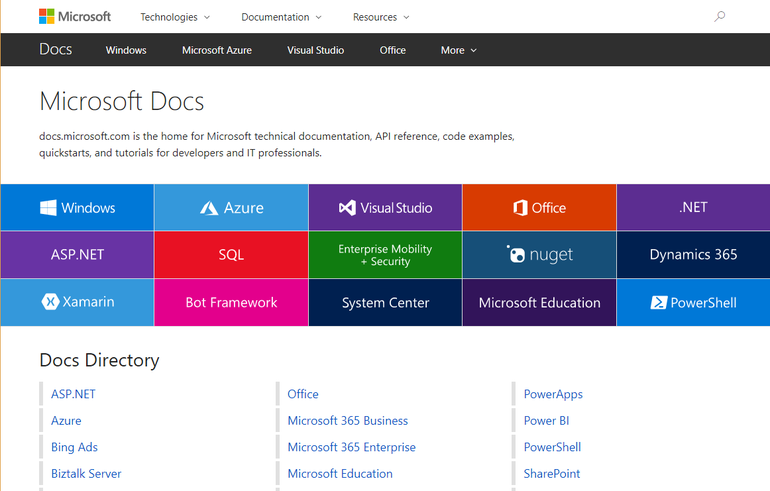 Microsoft Technologies Documentation Resources
Docs Windows Microsoft Azure Visual Studio Office More
Microsoft Docs
docs.microsoft.com is the home for Microsoft technical documentation, API reference, code examples,
quickstarts, and tutorials for developers and IT professionals.
Windows Azure Visual Studio Office .NET
ASP.NET SQL Enterprise Mobility
+ Security nuget Dynamics 365
Xamarin Bot Framework System Center Microsoft Education PowerShell
Docs Directory
ASP.NET Office PowerApps
Azure Microsoft 365 Business Power BI
Bing Ads Microsoft 365 Enterprise PowerShell
Biztalk Server Microsoft Education SharePoint